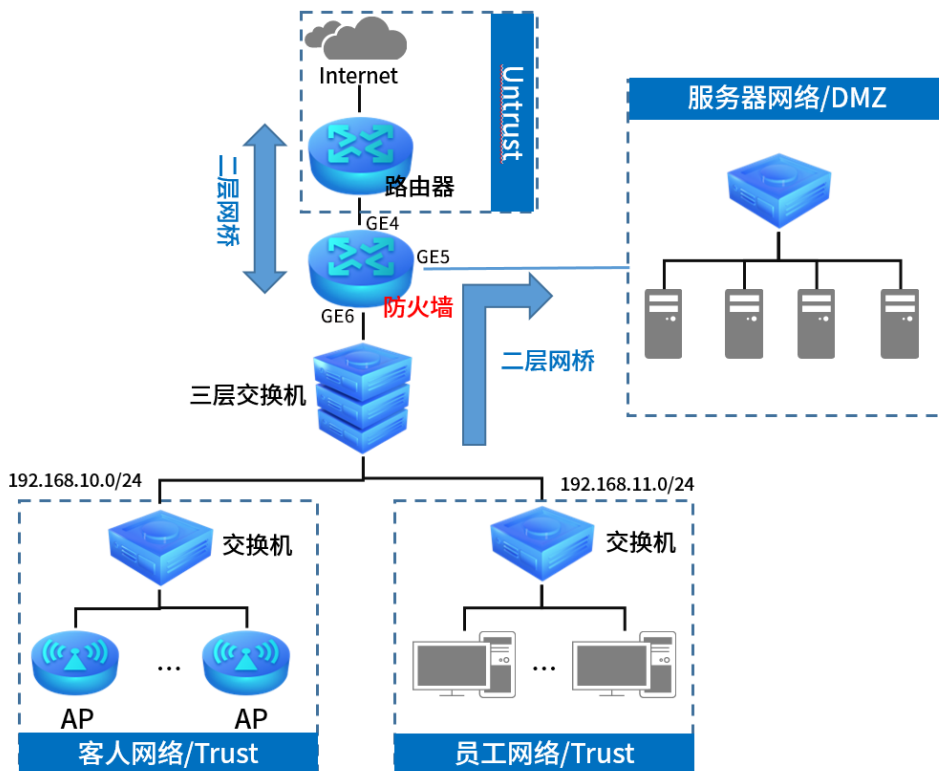 Internet
Untrust
路由器
二层网桥
服务器网络/DMZ
GE4
GE5
防火墙
GE6
二层网桥
三层交换机
192.168.10.0/24
192.168.11.0/24
交换机
交换机
...
...
AP
AP
客人网络/Trust
员工网络/Trust